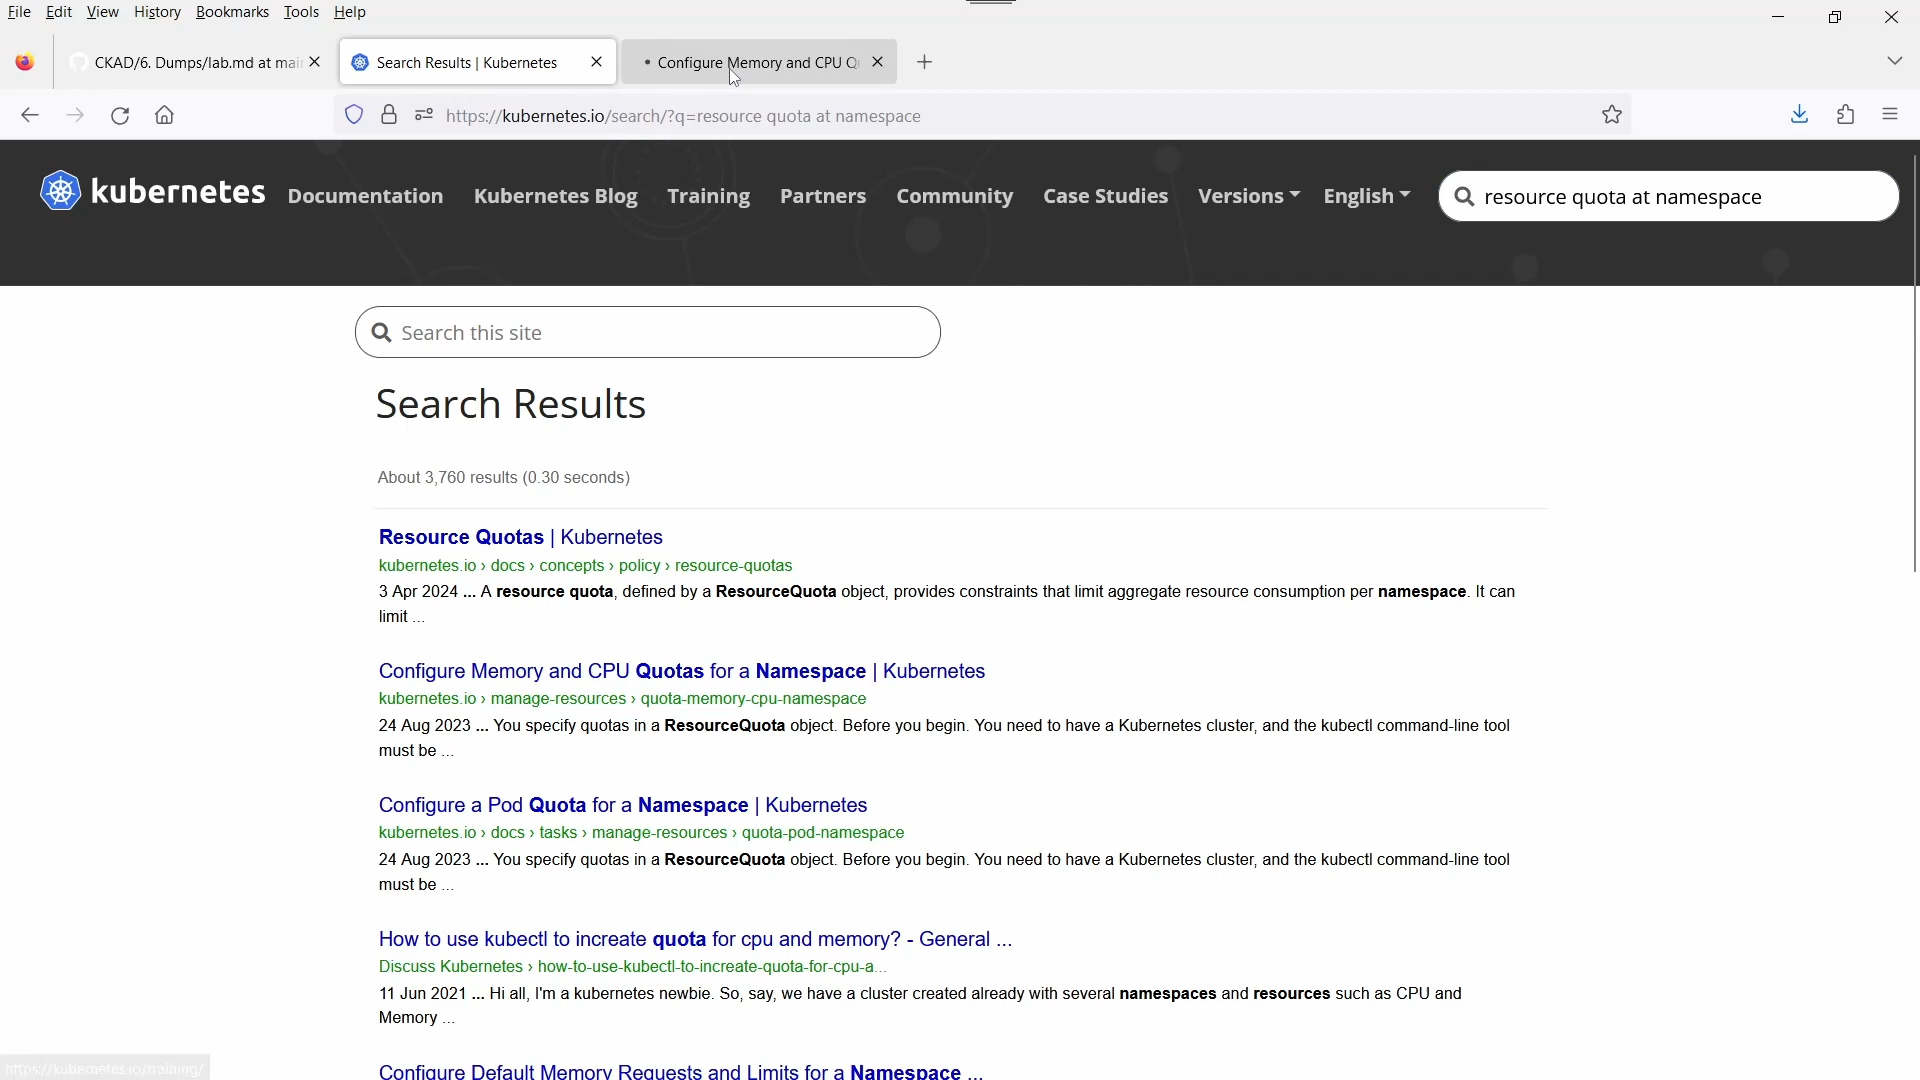 File Edit View History Bookmarks Tools Help
CKAD/6. Dumps/lab.md at mai
Search Results | Kubernetes
Configure Memory and CPU Q
https://kubernetes.io/search/?q=resource quota at namespace
kubernetes Documentation Kubernetes Blog Training Partners Community Case Studies Versions English resource quota at namespace
Search this site
Search Results
About 3,760 results (0.30 seconds)
Resource Quotas | Kubernetes
kubernetes.io › docs › concepts › policy › resource-quotas
3 Apr 2024 ... A resource quota, defined by a ResourceQuota object, provides constraints that limit aggregate resource consumption per namespace. It can
limit ...
Configure Memory and CPU Quotas for a Namespace | Kubernetes
kubernetes.io › manage-resources › quota-memory-cpu-namespace
24 Aug 2023 ... You specify quotas in a ResourceQuota object. Before you begin. You need to have a Kubernetes cluster, and the kubectl command-line tool
must be ...
Configure a Pod Quota for a Namespace | Kubernetes
kubernetes.io › docs › tasks › manage-resources › quota-pod-namespace
24 Aug 2023 ... You specify quotas in a ResourceQuota object. Before you begin. You need to have a Kubernetes cluster, and the kubectl command-line tool
must be ...
How to use kubectl to increate quota for cpu and memory? - General ...
Discuss Kubernetes › how-to-use-kubectl-to-increate-quota-for-cpu-a...
11 Jun 2021 ... Hi all, I'm a kubernetes newbie. So, say, we have a cluster created already with several namespaces and resources such as CPU and
Memory ...
Configure Default Memory Requests and Limits for a Namespace ...
https://kubernetes.io/training/